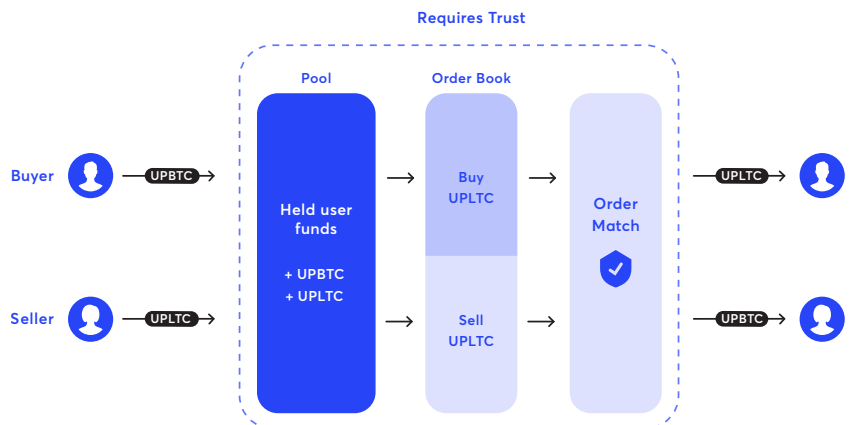 Requires Trust
Pool
Order Book
Buyer
UPBTC
Held user
funds
+ UPBTC
+ UPLTC
Buy
UPLTC
Order
Match
UPLTC
Seller
UPLTC
Sell
UPLTC
UPBTC